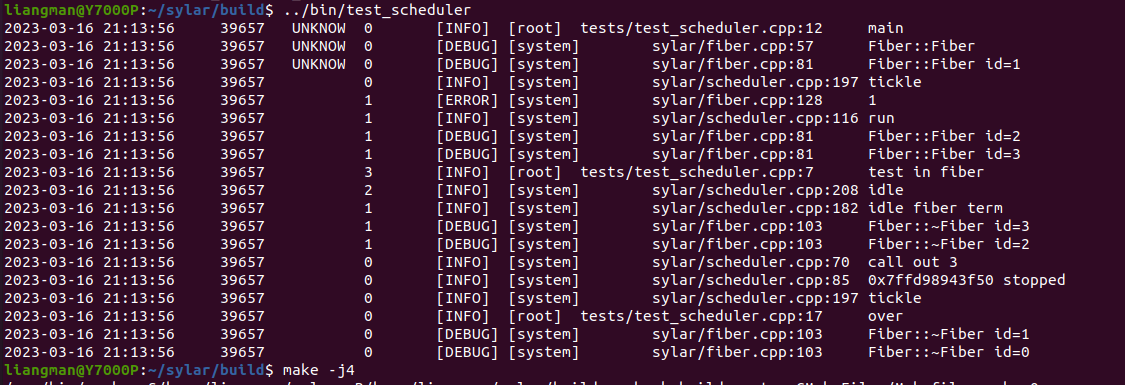 liangman@Y7000P:~/sylar/build$ ../bin/test_scheduler
2023-03-16 21:13:56 39657 UNKNOW 0 [INFO] [root] tests/test_scheduler.cpp:12 main
2023-03-16 21:13:56 39657 UNKNOW 0 [DEBUG] [system] sylar/fiber.cpp:57 Fiber::Fiber
2023-03-16 21:13:56 39657 UNKNOW 0 [DEBUG] [system] sylar/fiber.cpp:81 Fiber::Fiber id=1
2023-03-16 21:13:56 39657 0 [INFO] [system] sylar/scheduler.cpp:197 tickle
2023-03-16 21:13:56 39657 1 [ERROR] [system] sylar/fiber.cpp:128 1
2023-03-16 21:13:56 39657 1 [INFO] [system] sylar/scheduler.cpp:116 run
2023-03-16 21:13:56 39657 1 [DEBUG] [system] sylar/fiber.cpp:81 Fiber::Fiber id=2
2023-03-16 21:13:56 39657 1 [DEBUG] [system] sylar/fiber.cpp:81 Fiber::Fiber id=3
2023-03-16 21:13:56 39657 3 [INFO] [root] tests/test_scheduler.cpp:7 test in fiber
2023-03-16 21:13:56 39657 2 [INFO] [system] sylar/scheduler.cpp:208 idle
2023-03-16 21:13:56 39657 1 [INFO] [system] sylar/scheduler.cpp:182 idle fiber term
2023-03-16 21:13:56 39657 1 [DEBUG] [system] sylar/fiber.cpp:103 Fiber::~Fiber id=3
2023-03-16 21:13:56 39657 1 [DEBUG] [system] sylar/fiber.cpp:103 Fiber::~Fiber id=2
2023-03-16 21:13:56 39657 0 [INFO] [system] sylar/scheduler.cpp:70 call out 3
2023-03-16 21:13:56 39657 0 [INFO] [system] sylar/scheduler.cpp:85 0x7ffd98943f50 stopped
2023-03-16 21:13:56 39657 0 [INFO] [system] sylar/scheduler.cpp:197 tickle
2023-03-16 21:13:56 39657 0 [INFO] [root] tests/test_scheduler.cpp:17 over
2023-03-16 21:13:56 39657 0 [DEBUG] [system] sylar/fiber.cpp:103 Fiber::~Fiber id=1
2023-03-16 21:13:56 39657 0 [DEBUG] [system] sylar/fiber.cpp:103 Fiber::~Fiber id=0
liangman@Y7000P:~/sylar/build$ make -j4